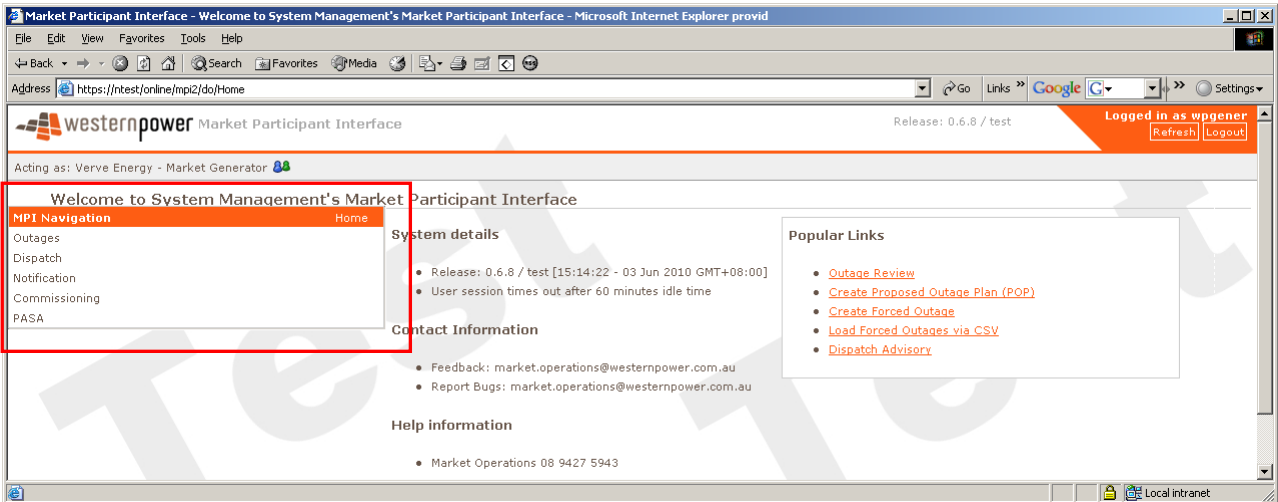 Market Participant Interface - Welcome to System Management's Market Participant Interface - Microsoft Internet Explorer provid
File Edit View Favorites Tools Help
Back Search Favorites Media
Address https://ntest/online/mpi2/do/Home Go Links » Google G » Settings
westernpower Market Participant Interface Release: 0.6.8 / test Logged in as wpgener
Refresh Logout
Acting as: Verve Energy - Market Generator
Welcome to System Management's Market Participant Interface
MPI Navigation Home
Outages
Dispatch
Notification
Commissioning
PASA
System details
• Release: 0.6.8 / test [15:14:22 - 03 Jun 2010 GMT+08:00]
• User session times out after 60 minutes idle time
Contact Information
• Feedback: market.operations@westernpower.com.au
• Report Bugs: market.operations@westernpower.com.au
Help information
• Market Operations 08 9427 5943
Popular Links
• Outage Review
• Create Proposed Outage Plan (POP)
• Create Forced Outage
• Load Forced Outages via CSV
• Dispatch Advisory
Test Test
Local intranet